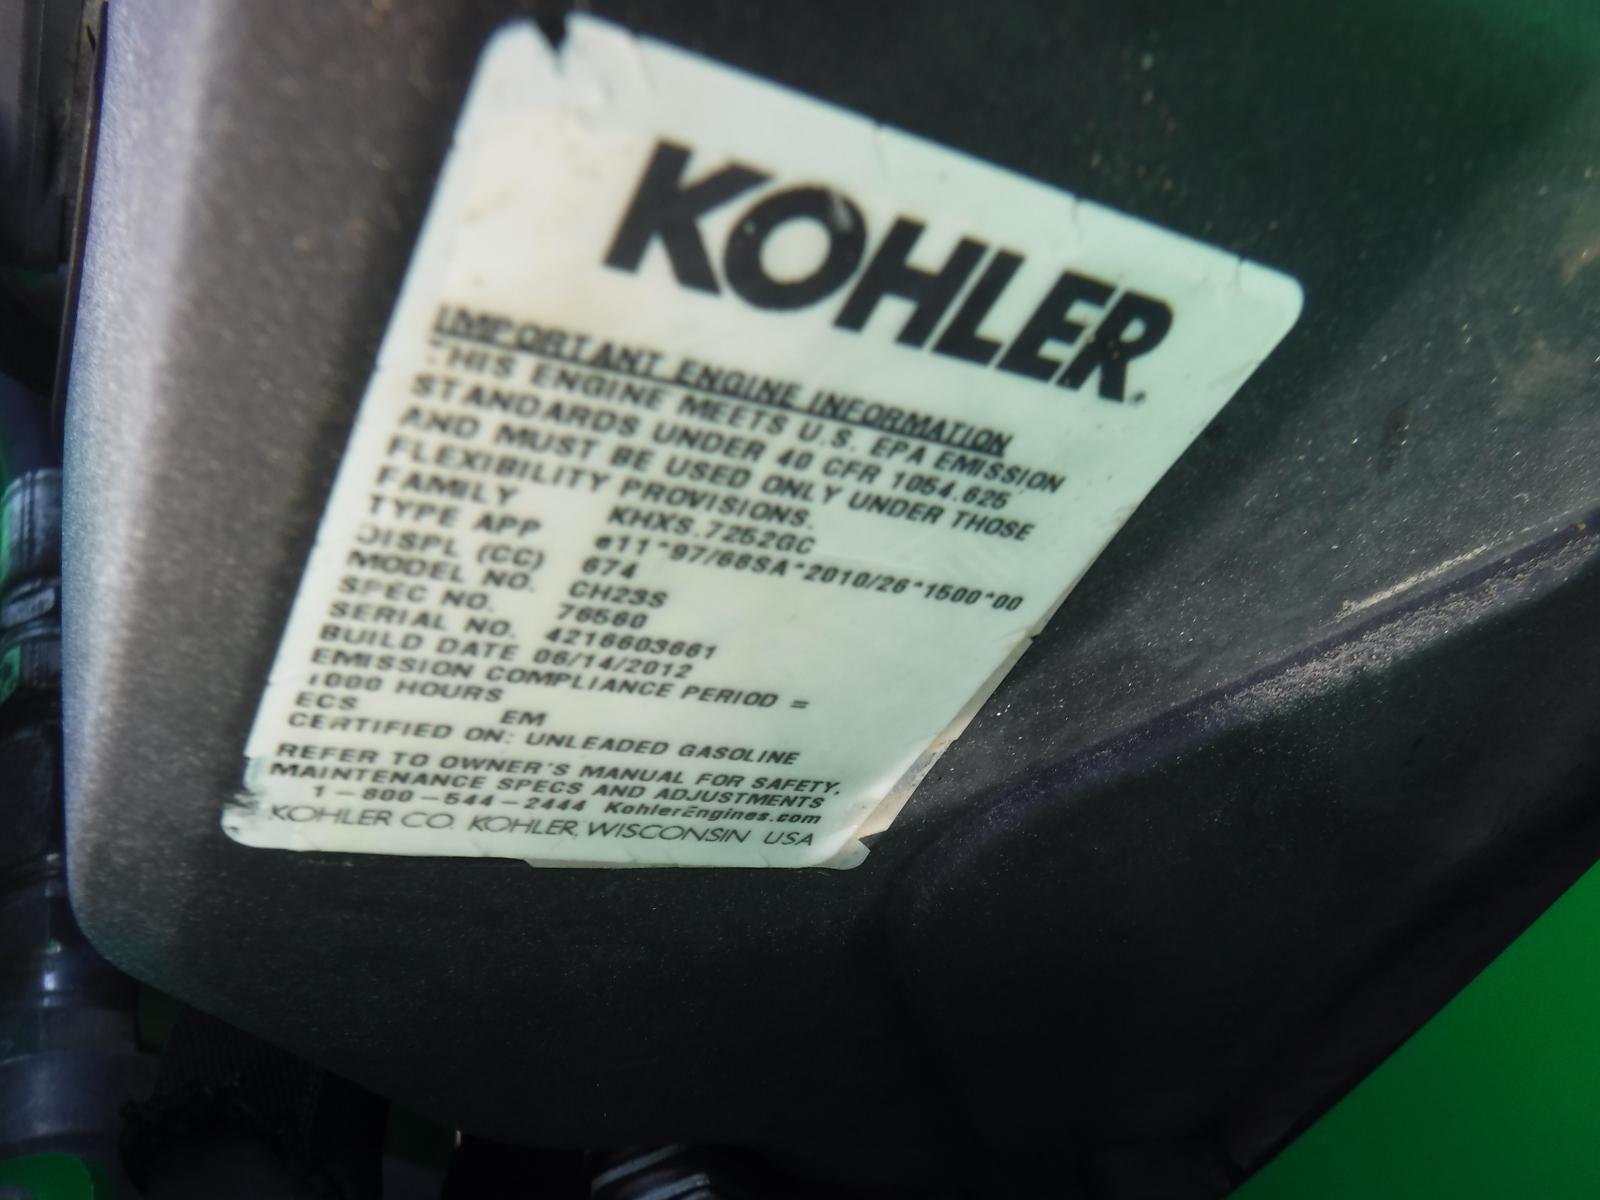 KOHLER®
IMPORTANT ENGINE INFORMATION
THIS ENGINE MEETS U.S. EPA EMISSION
STANDARDS UNDER 40 CFR 1054.625
AND MUST BE USED ONLY UNDER THOSE
FLEXIBILITY PROVISIONS.
FAMILY KHXS.7252GC
TYPE APP e11*97/68SA*2010/26*1500*00
DISPL (CC) 674
MODEL NO. CH23S
SPEC NO. 76560
SERIAL NO. 4216603661
BUILD DATE 06/14/2012
EMISSION COMPLIANCE PERIOD =
1000 HOURS
ECS EM
CERTIFIED ON: UNLEADED GASOLINE
REFER TO OWNER'S MANUAL FOR SAFETY,
MAINTENANCE SPECS AND ADJUSTMENTS
1-800-544-2444 KohlerEngines.com
KOHLER CO. KOHLER, WISCONSIN USA